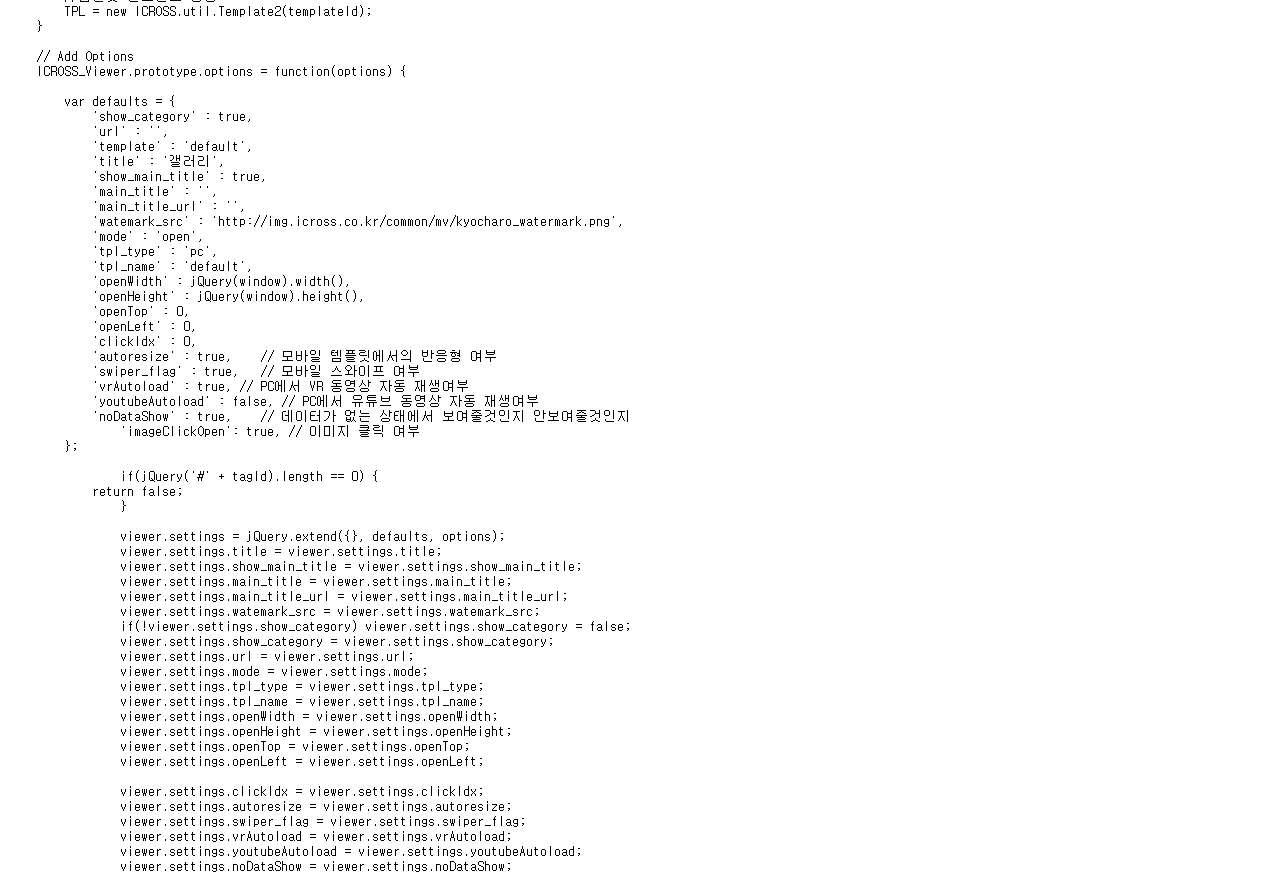 TPL = new ICROSS.util.Template2(templateId);
}
// Add Options
ICROSS_Viewer.prototype.options = function(options) {
var defaults = {
'show_category' : true,
'url' : '',
'template' : 'default',
'title' : '갤러리',
'show_main_title' : true,
'main_title' : '',
'main_title_url' : '',
'watemark_src' : 'http://img.icross.co.kr/common/mv/kyocharo_watermark.png',
'mode' : 'open',
'tpl_type' : 'pc',
'tpl_name' : 'default',
'openWidth' : jQuery(window).width(),
'openHeight' : jQuery(window).height(),
'openTop' : 0,
'openLeft' : 0,
'clickIdx' : 0,
'autoresize' : true,    // 모바일 템플릿에서의 반응형 여부
'swiper_flag' : true,   // 모바일 스와이프 여부
'vrAutoload' : true, // PC에서 VR 동영상 자동 재생여부
'youtubeAutoload' : false, // PC에서 유튜브 동영상 자동 재생여부
'noDataShow' : true,    // 데이터가 없는 상태에서 보여줄것인지 안보여줄것인지
'imageClickOpen': true, // 이미지 클릭 여부
};
if(jQuery('#' + tagId).length == 0) {
return false;
}
viewer.settings = jQuery.extend({}, defaults, options);
viewer.settings.title = viewer.settings.title;
viewer.settings.show_main_title = viewer.settings.show_main_title;
viewer.settings.main_title = viewer.settings.main_title;
viewer.settings.main_title_url = viewer.settings.main_title_url;
viewer.settings.watemark_src = viewer.settings.watemark_src;
if(!viewer.settings.show_category) viewer.settings.show_category = false;
viewer.settings.show_category = viewer.settings.show_category;
viewer.settings.url = viewer.settings.url;
viewer.settings.mode = viewer.settings.mode;
viewer.settings.tpl_type = viewer.settings.tpl_type;
viewer.settings.tpl_name = viewer.settings.tpl_name;
viewer.settings.openWidth = viewer.settings.openWidth;
viewer.settings.openHeight = viewer.settings.openHeight;
viewer.settings.openTop = viewer.settings.openTop;
viewer.settings.openLeft = viewer.settings.openLeft;
viewer.settings.clickIdx = viewer.settings.clickIdx;
viewer.settings.autoresize = viewer.settings.autoresize;
viewer.settings.swiper_flag = viewer.settings.swiper_flag;
viewer.settings.vrAutoload = viewer.settings.vrAutoload;
viewer.settings.youtubeAutoload = viewer.settings.youtubeAutoload;
viewer.settings.noDataShow = viewer.settings.noDataShow;